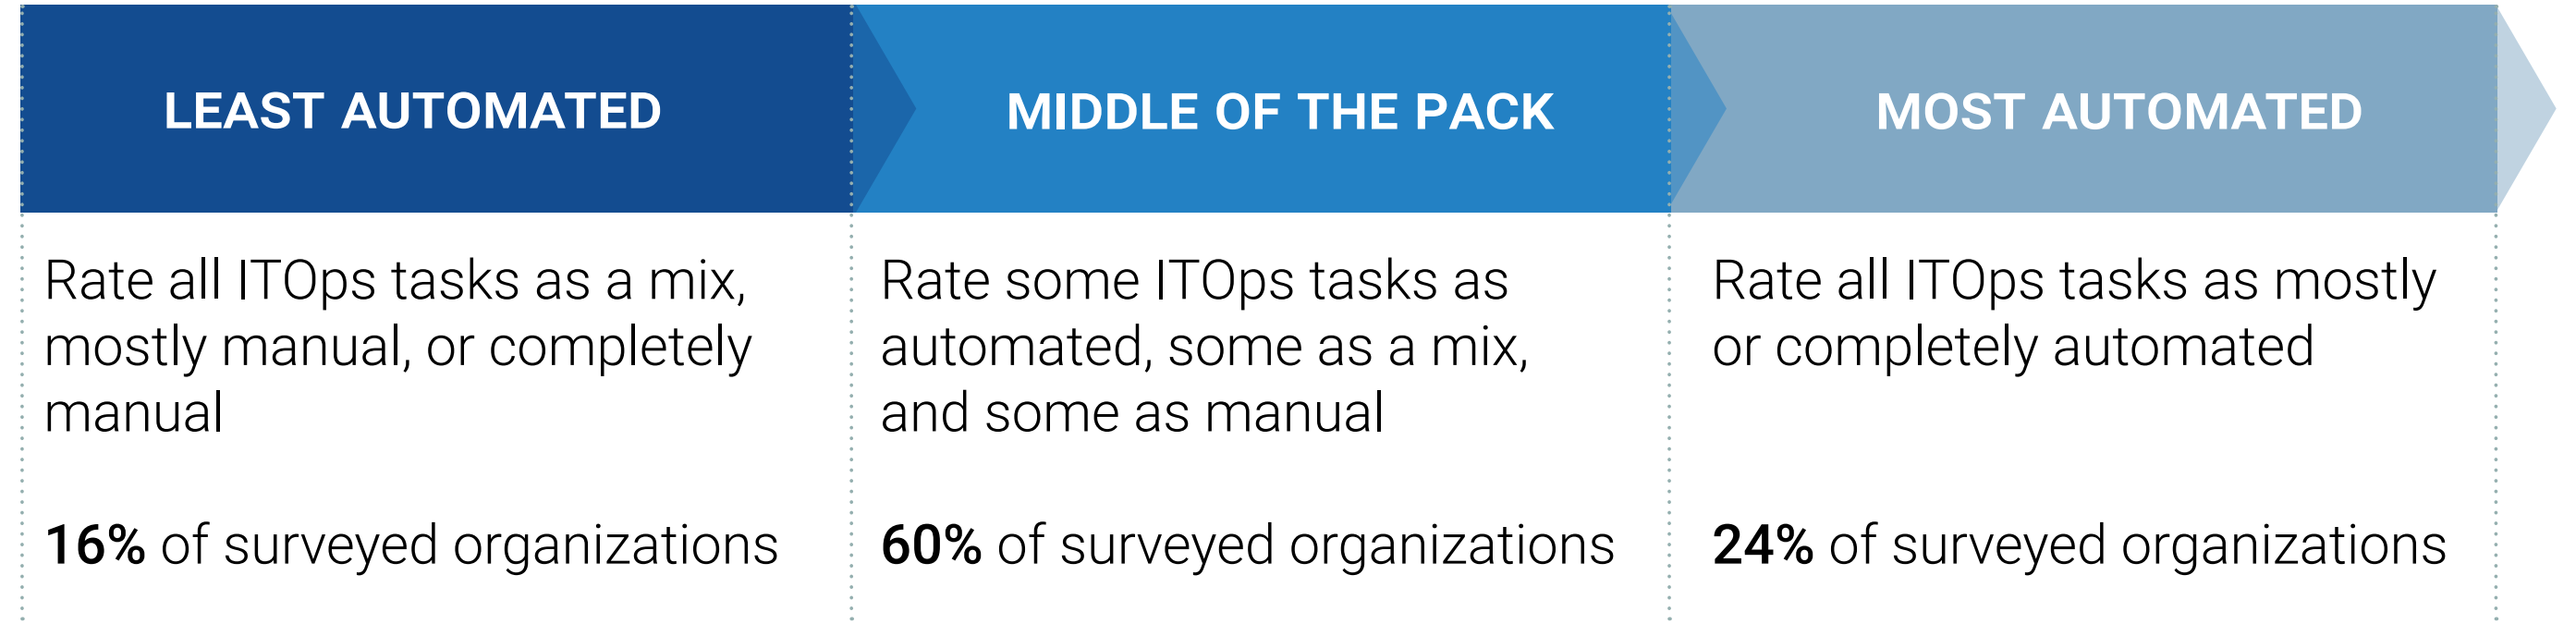 LEAST AUTOMATED
Rate all ITOps tasks as a mix,
mostly manual, or completely
manual
16% of surveyed organizations
MIDDLE OF THE PACK
Rate some ITOps tasks as
automated, some as a mix,
and some as manual
60% of surveyed organizations
MOST AUTOMATED
Rate all ITOps tasks as mostly
or completely automated
24% of surveyed organizations